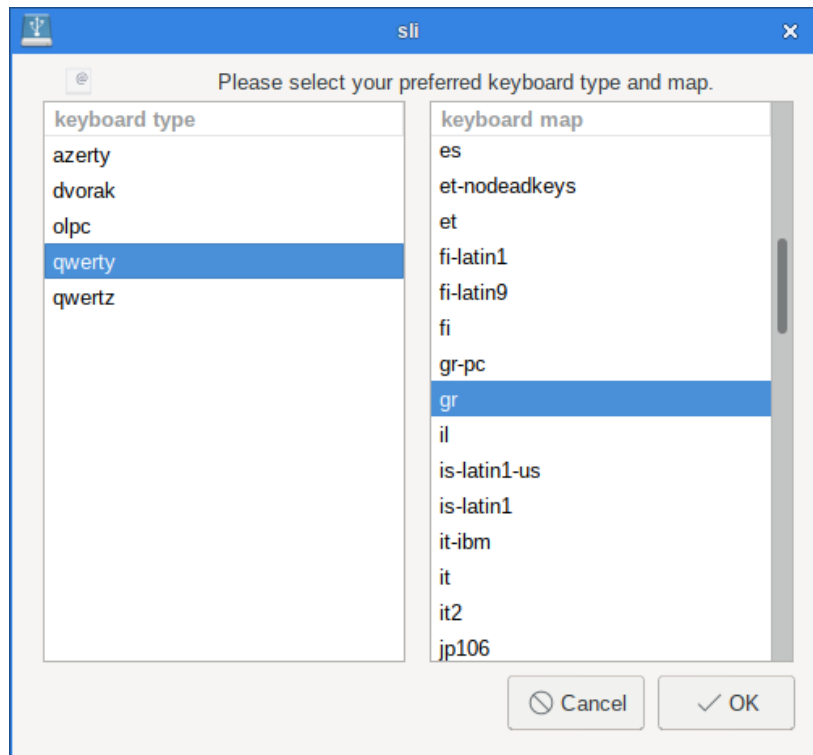 sli
Please select your preferred keyboard type and map.
keyboard type
azerty
dvorak
olpc
qwerty
qwertz
keyboard map
es
et-nodeadkeys
et
fi-latin1
fi-latin9
fi
gr-pc
gr
il
is-latin1-us
is-latin1
it-ibm
it
it2
jp106
Cancel
OK